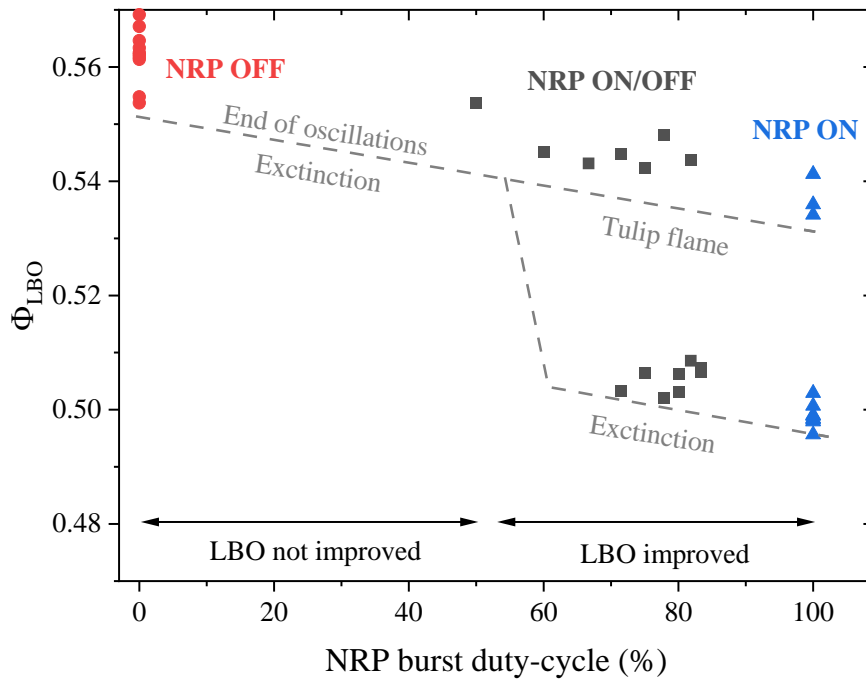 0.56
0.54
0.52
0.50
0.48
ΦLBO
NRP OFF
NRP ON/OFF
NRP ON
End of oscillations
Exctinction
Tulip flame
Exctinction
LBO not improved
LBO improved
0
20
40
60
80
100
NRP burst duty-cycle (%)